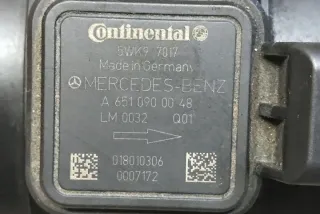 Continental
5WK9 7017
Made in Germany
MERCEDES-BENZ
A 651 090 00 48
LM 0032 Q01
018010306
0007172